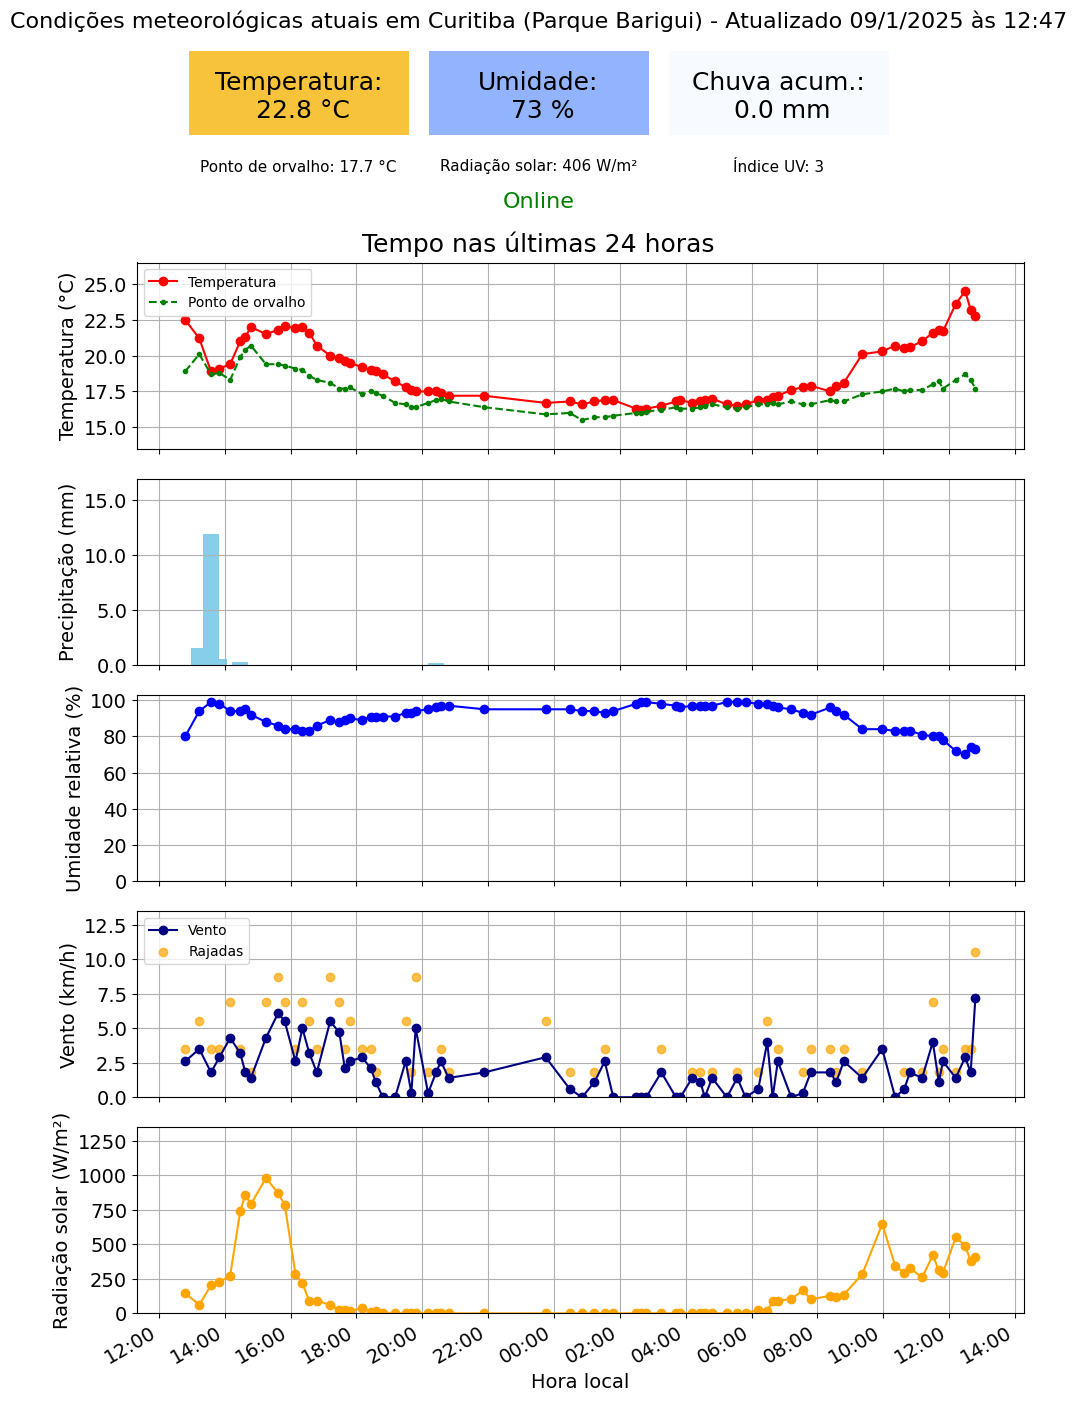 Condições meteorológicas atuais em Curitiba (Parque Barigui) - Atualizado 09/1/2025 às 12:47
Temperatura:
22.8 °C
Umidade:
73 %
Chuva acum.:
0.0 mm
Ponto de orvalho: 17.7 °C
Radiação solar: 406 W/m²
Índice UV: 3
Online
Tempo nas últimas 24 horas
Temperatura (°C)
25.0
22.5
20.0
17.5
15.0
Temperatura
Ponto de orvalho
Precipitação (mm)
15.0
10.0
5.0
0.0
Umidade relativa (%)
100
80
60
40
20
0
Vento (km/h)
12.5
10.0
7.5
5.0
2.5
0.0
Vento
Rajadas
Radiação solar (W/m²)
1250
1000
750
500
250
0
12:00
14:00
16:00
18:00
20:00
22:00
00:00
02:00
04:00
06:00
08:00
10:00
12:00
14:00
Hora local